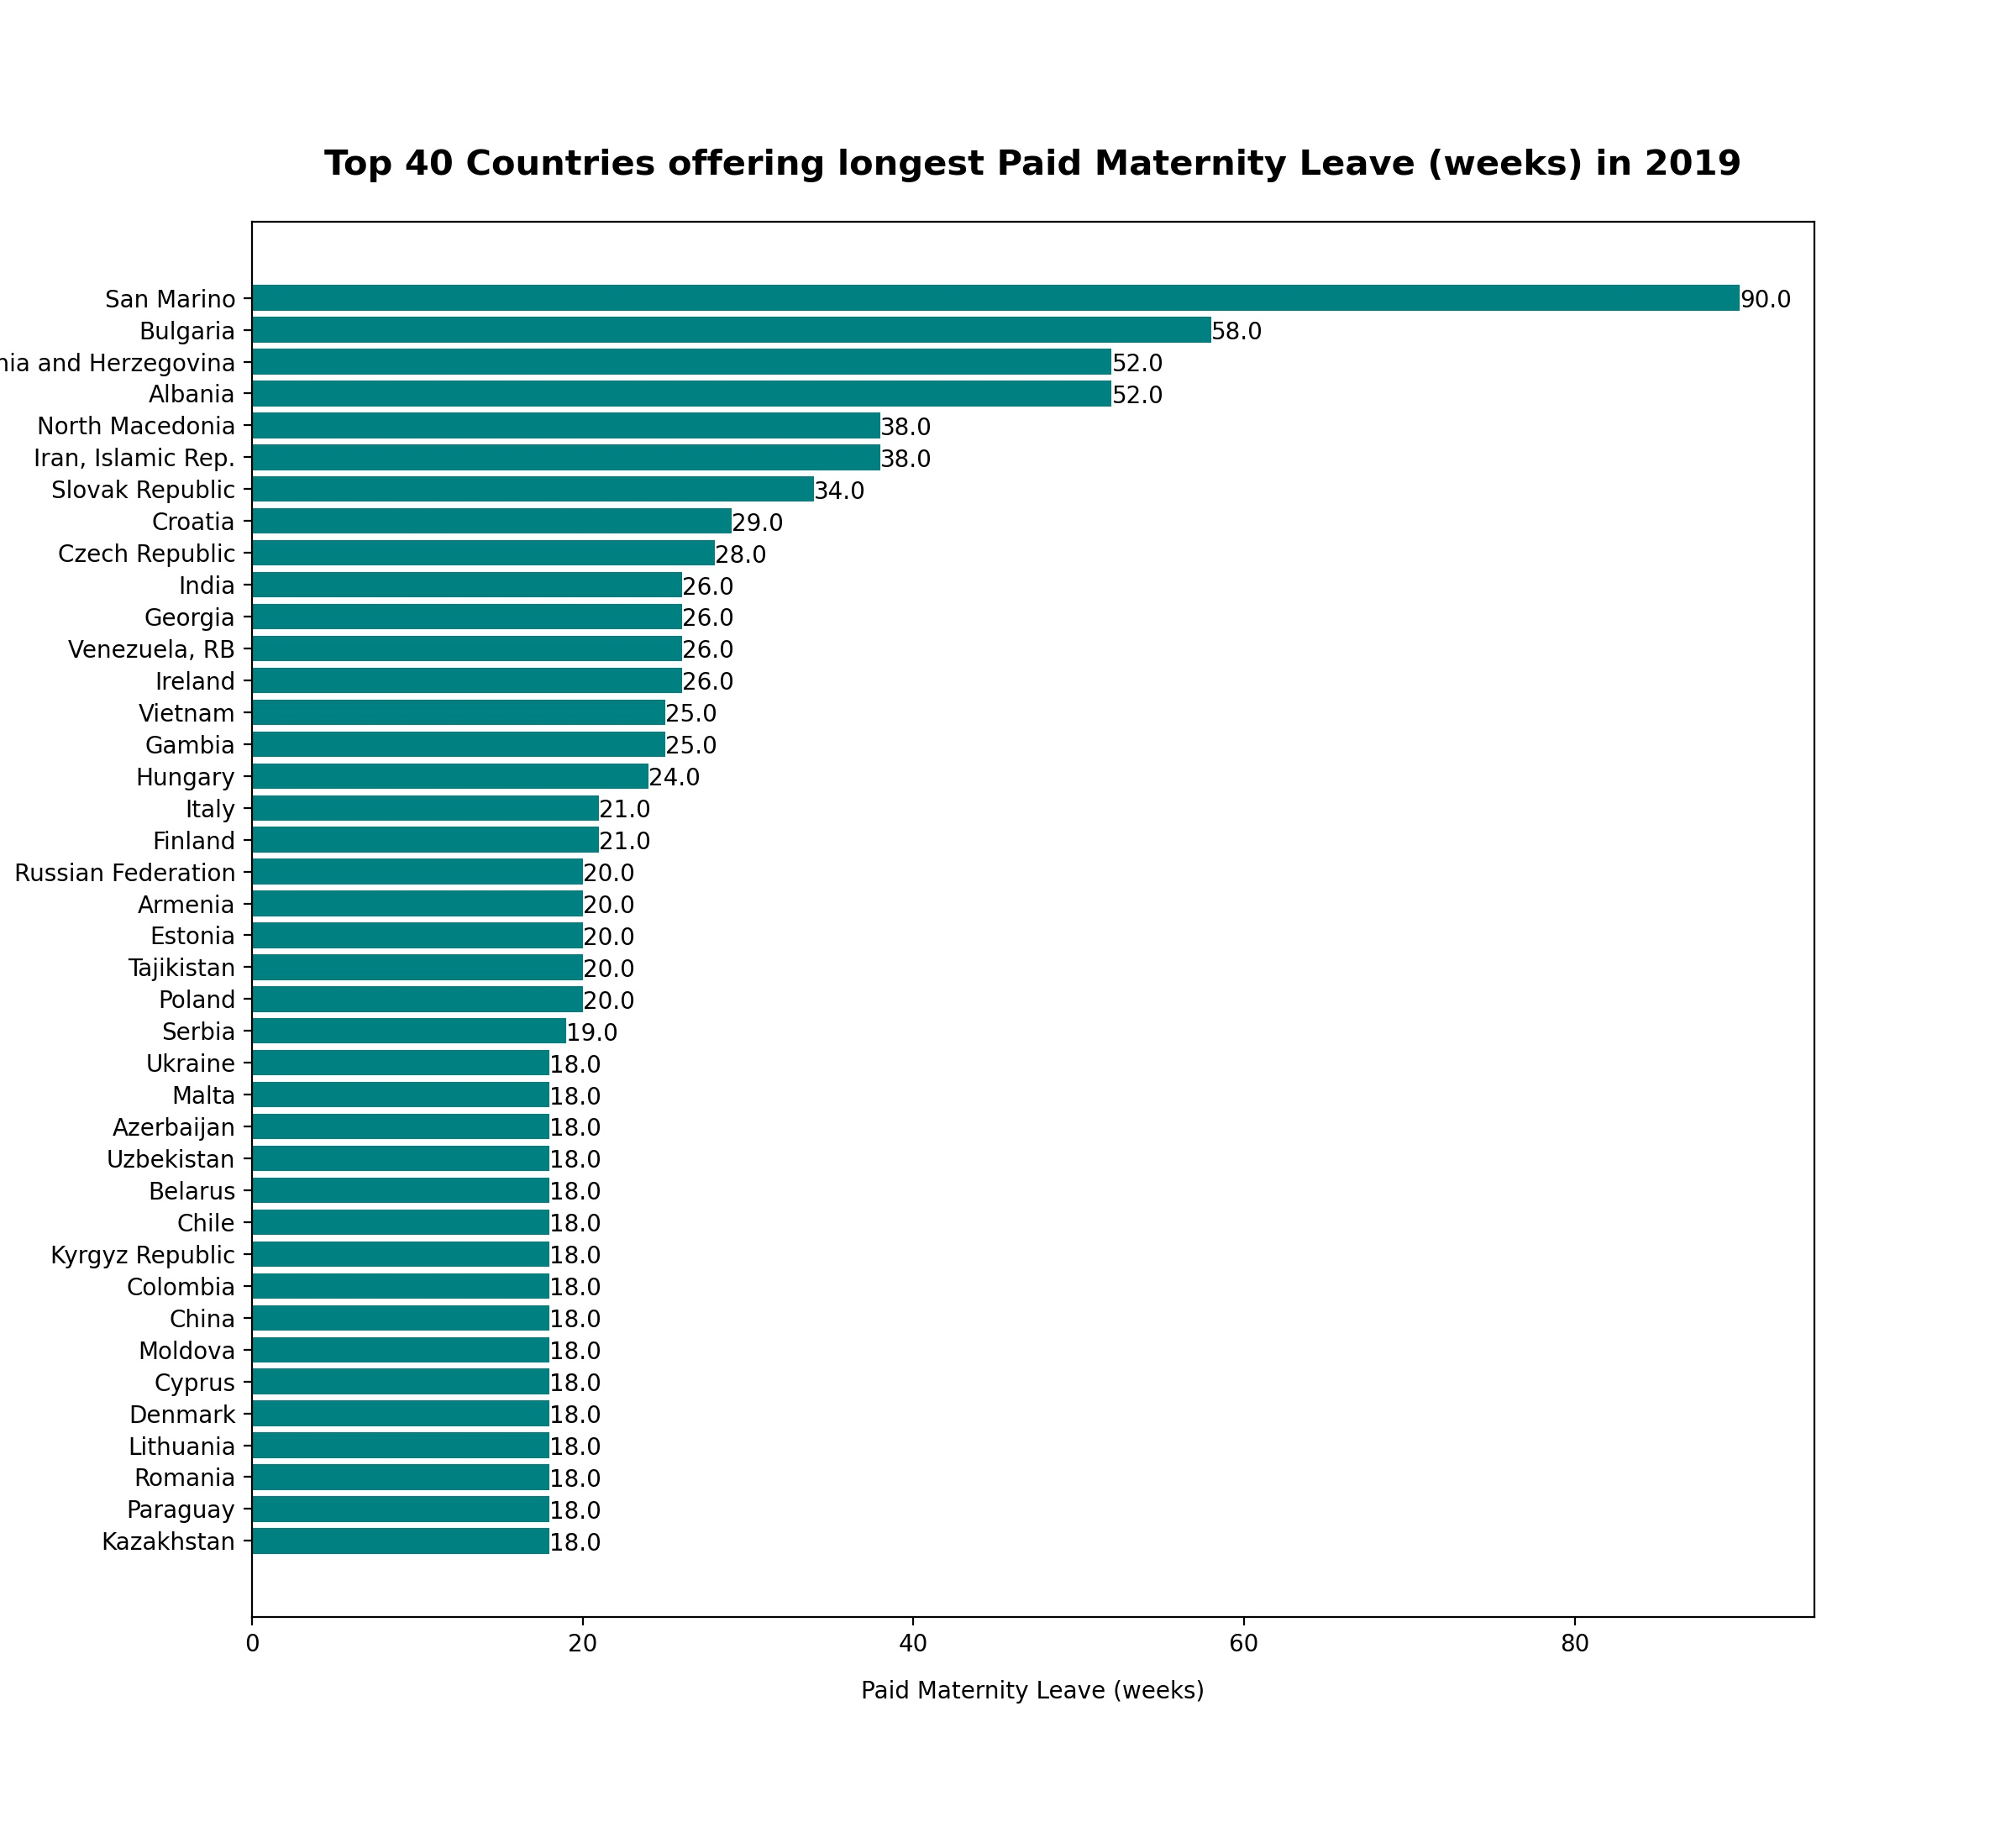 Top 40 Countries offering longest Paid Maternity Leave (weeks) in 2019
San Marino 90.0
Bulgaria 58.0
and Herzegovina 52.0
Albania 52.0
North Macedonia 38.0
Iran, Islamic Rep. 38.0
Slovak Republic 34.0
Croatia 29.0
Czech Republic 28.0
India 26.0
Georgia 26.0
Venezuela, RB 26.0
Ireland 26.0
Vietnam 25.0
Gambia 25.0
Hungary 24.0
Italy 21.0
Finland 21.0
Russian Federation 20.0
Armenia 20.0
Estonia 20.0
Tajikistan 20.0
Poland 20.0
Serbia 19.0
Ukraine 18.0
Malta 18.0
Azerbaijan 18.0
Uzbekistan 18.0
Belarus 18.0
Chile 18.0
Kyrgyz Republic 18.0
Colombia 18.0
China 18.0
Moldova 18.0
Cyprus 18.0
Denmark 18.0
Lithuania 18.0
Romania 18.0
Paraguay 18.0
Kazakhstan 18.0
0 20 40 60 80
Paid Maternity Leave (weeks)